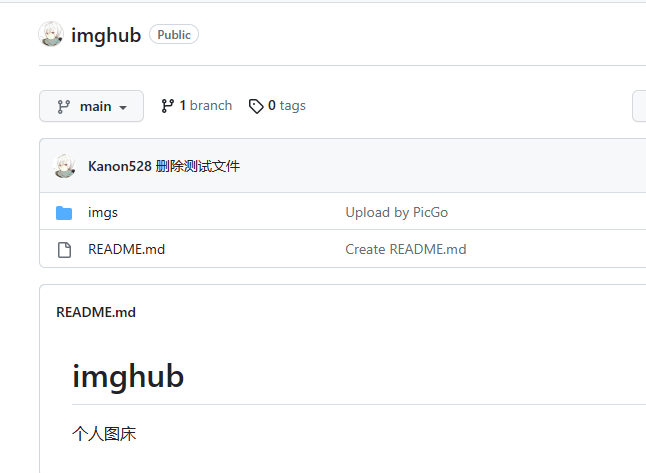 imghub Public
main 1 branch 0 tags
Kanon528 删除测试文件
imgs Upload by PicGo
README.md Create README.md
README.md
imghub
个人图床